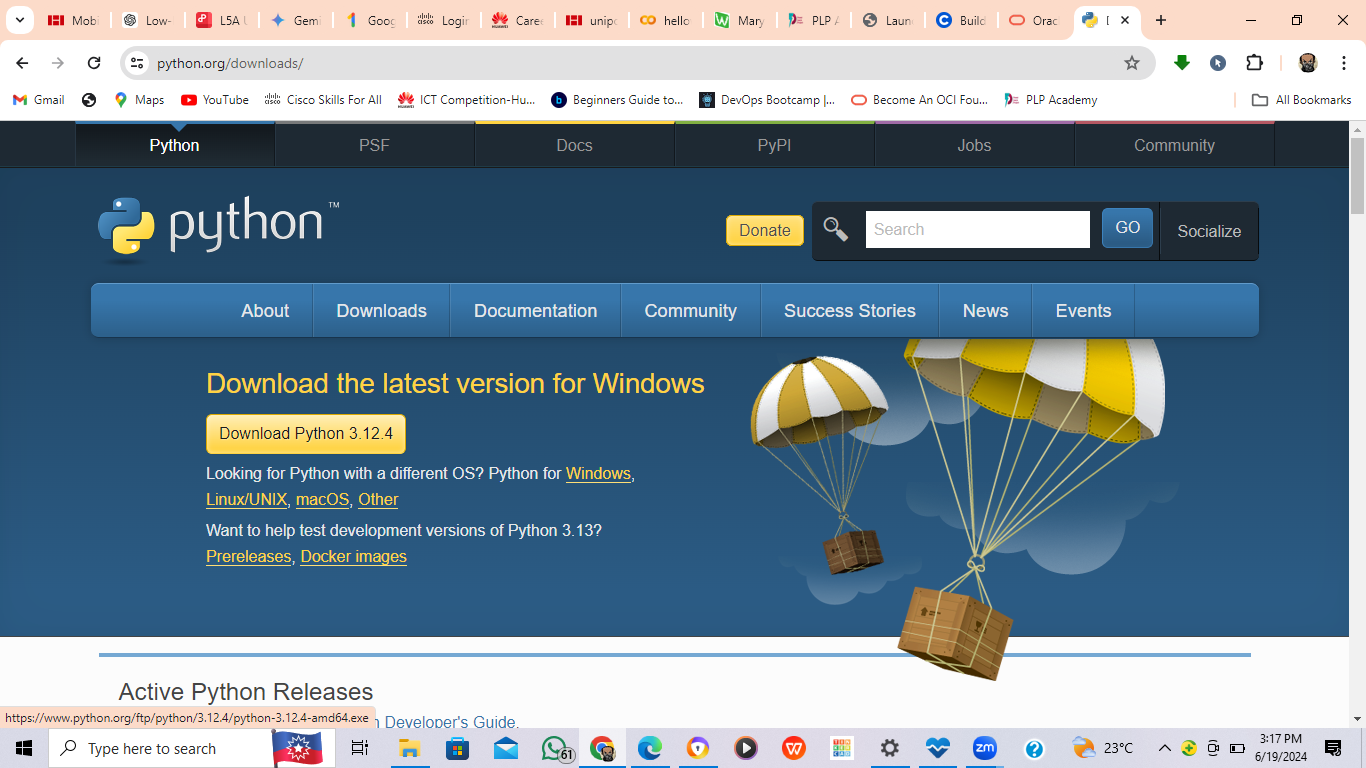 Mobi
Low-
L5A U
Gemi
Goog
Login
Caree
unipo
hello
Mary
PLP A
Laun
Build
Orac
python.org/downloads/
Gmail
Maps
YouTube
Cisco Skills For All
ICT Competition-Hu...
Beginners Guide to...
DevOps Bootcamp |...
Become An OCI Fou...
PLP Academy
All Bookmarks
Python
PSF
Docs
PyPI
Jobs
Community
python™
Donate
Search
GO
Socialize
About
Downloads
Documentation
Community
Success Stories
News
Events
Download the latest version for Windows
Download Python 3.12.4
Looking for Python with a different OS? Python for Windows,
Linux/UNIX, macOS, Other
Want to help test development versions of Python 3.13?
Prereleases, Docker images
Active Python Releases
https://www.python.org/ftp/python/3.12.4/python-3.12.4-amd64.exe
Developer's Guide.
Type here to search
61
zm
23°C
3:17 PM
6/19/2024